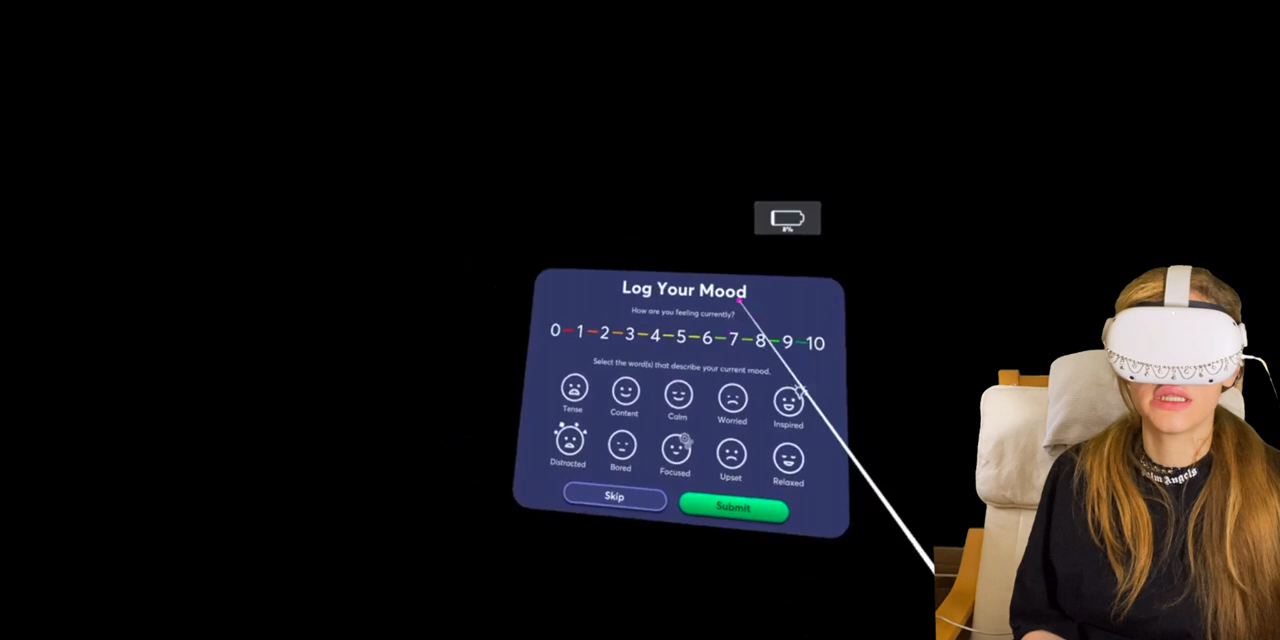 8%
Log Your Mood
How are you feeling currently?
0 1 2 3 4 5 6 7 8 9 10
Select the word(s) that describe your current mood.
Tense Content Calm Worried Inspired
Distracted Bored Focused Upset Relaxed
Skip Submit
Palm Angels